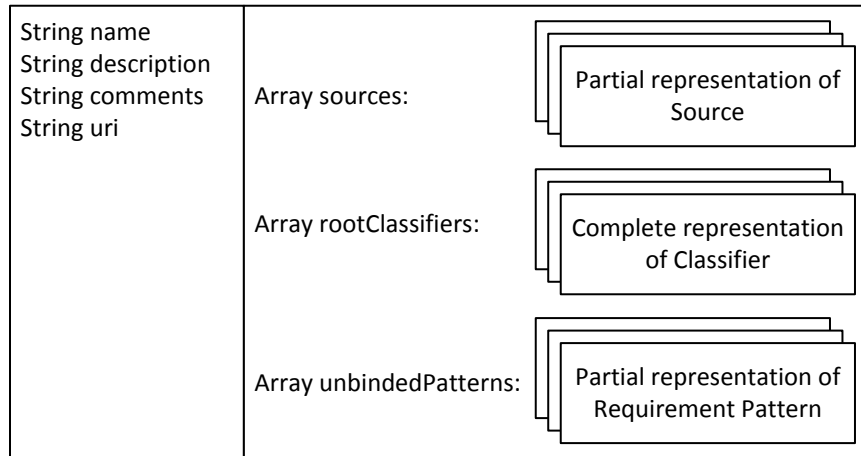 String name
String description
String comments
String uri
Array sources:
Partial representation of
Source
Array rootClassifiers:
Complete representation
of Classifier
Array unbindedPatterns:
Partial representation of
Requirement Pattern